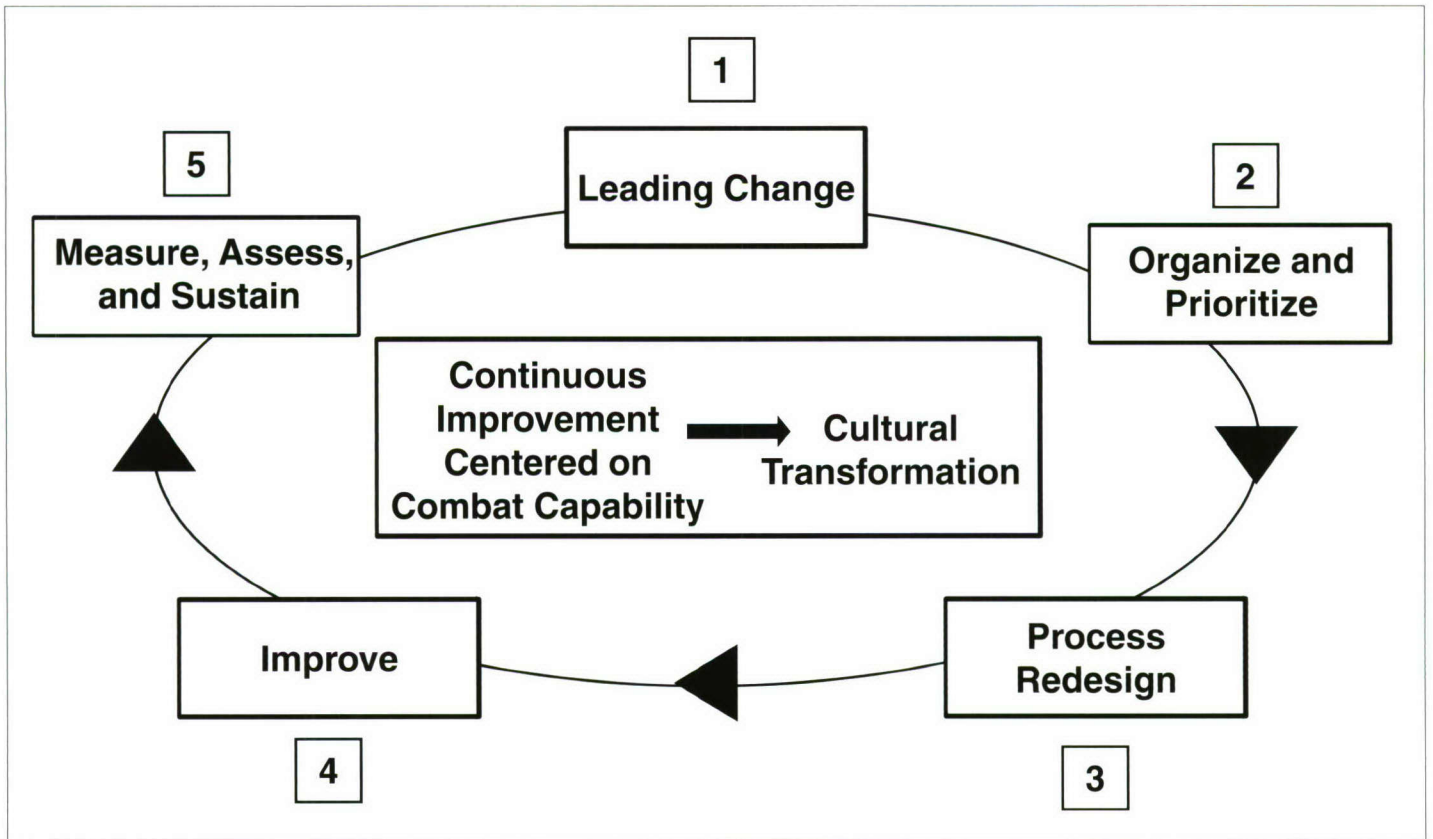 1
Leading Change
2
Organize and
Prioritize
3
Process
Redesign
4
Improve
5
Measure, Assess,
and Sustain
Continuous
Improvement
Centered on
Combat Capability
Cultural
Transformation